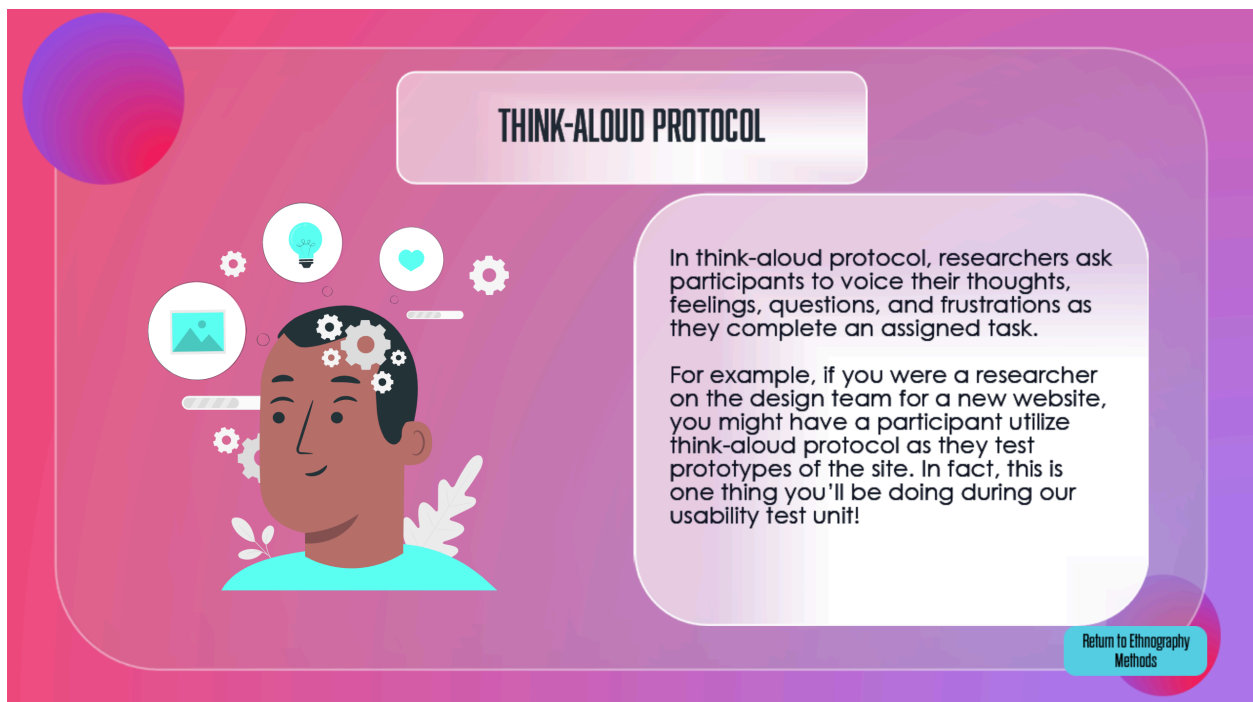 THINK-ALOUD PROTOCOL
In think-aloud protocol, researchers ask
participants to voice their thoughts,
feelings, questions, and frustrations as
they complete an assigned task.
For example, if you were a researcher
on the design team for a new website,
you might have a participant utilize
think-aloud protocol as they test
prototypes of the site. In fact, this is
one thing you'll be doing during our
usability test unit!
Return to Ethnography
Methods